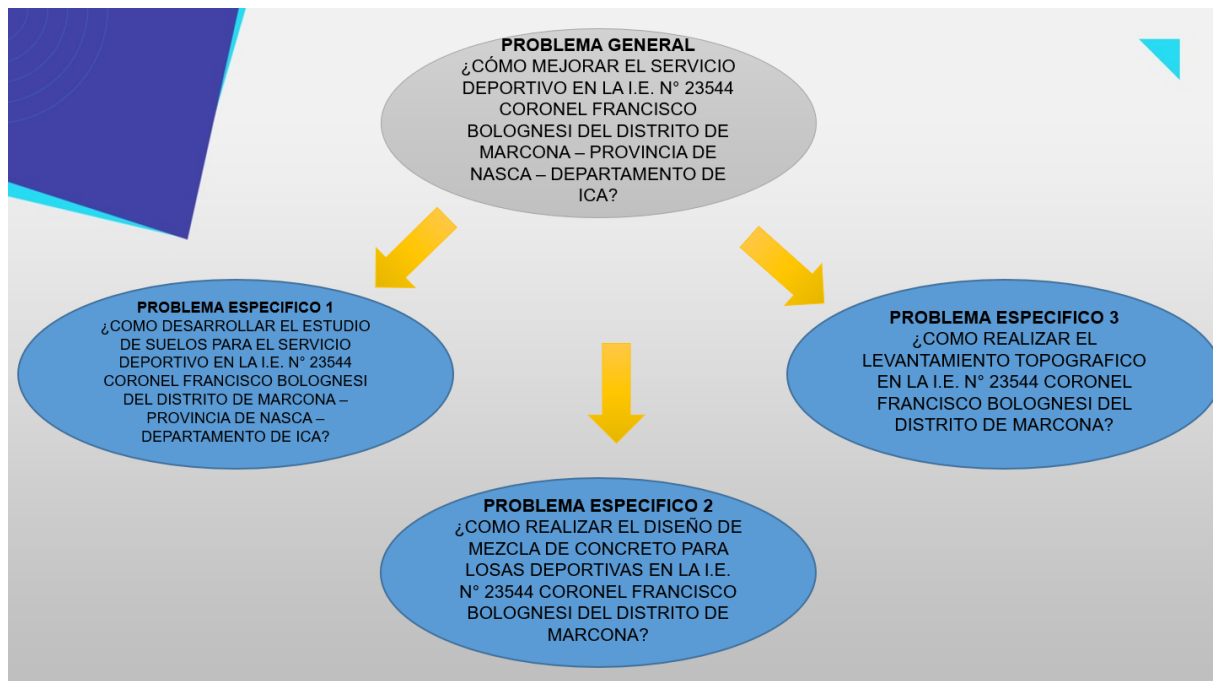 PROBLEMA GENERAL
¿CÓMO MEJORAR EL SERVICIO
DEPORTIVO EN LA I.E. N° 23544
CORONEL FRANCISCO
BOLOGNESI DEL DISTRITO DE
MARCONA – PROVINCIA DE
NASCA – DEPARTAMENTO DE
ICA?
PROBLEMA ESPECIFICO 1
¿COMO DESARROLLAR EL ESTUDIO
DE SUELOS PARA EL SERVICIO
DEPORTIVO EN LA I.E. N° 23544
CORONEL FRANCISCO BOLOGNESI
DEL DISTRITO DE MARCONA –
PROVINCIA DE NASCA –
DEPARTAMENTO DE ICA?
PROBLEMA ESPECIFICO 2
¿COMO REALIZAR EL DISEÑO DE
MEZCLA DE CONCRETO PARA
LOSAS DEPORTIVAS EN LA I.E.
N° 23544 CORONEL FRANCISCO
BOLOGNESI DEL DISTRITO DE
MARCONA?
PROBLEMA ESPECIFICO 3
¿COMO REALIZAR EL
LEVANTAMIENTO TOPOGRAFICO
EN LA I.E. N° 23544 CORONEL
FRANCISCO BOLOGNESI DEL
DISTRITO DE MARCONA?